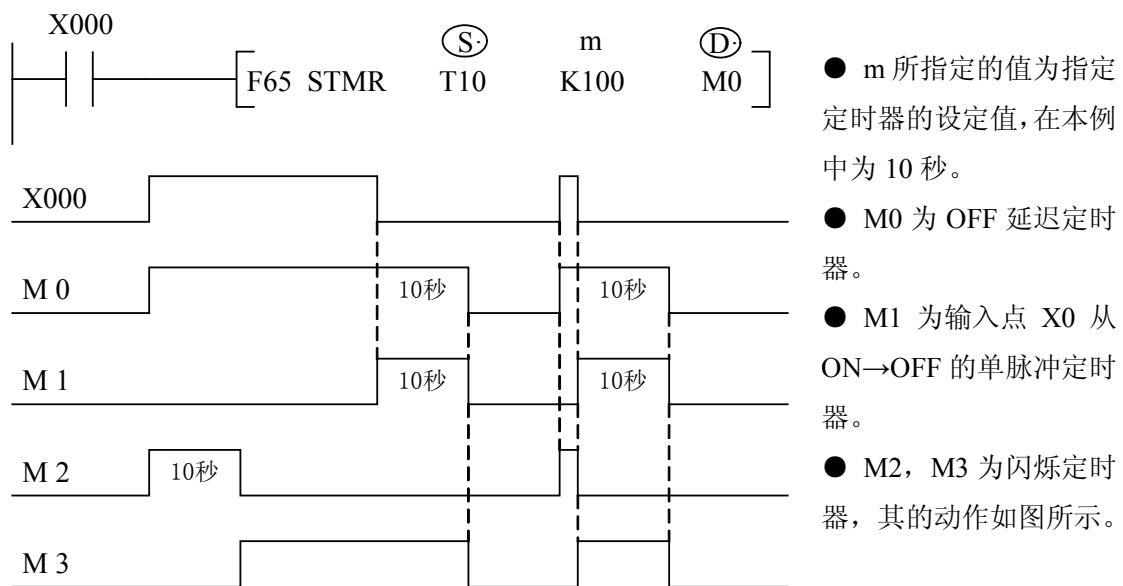 X000
S· m D·
F65 STMR T10 K100 M0
X000
M 0 10秒 10秒
M 1 10秒 10秒
M 2 10秒
M 3
● m 所指定的值为指定
定时器的设定值,在本例
中为 10 秒。
● M0 为 OFF 延迟定时
器。
● M1 为输入点 X0 从
ON→OFF 的单脉冲定时
器。
● M2，M3 为闪烁定时
器，其的动作如图所示。